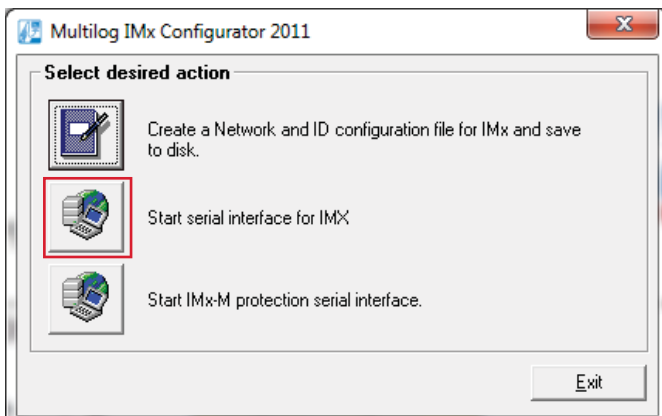 Multilog IMx Configurator 2011
Select desired action
Create a Network and ID configuration file for IMx and save
to disk.
Start serial interface for IMX
Start IMx-M protection serial interface.
Exit